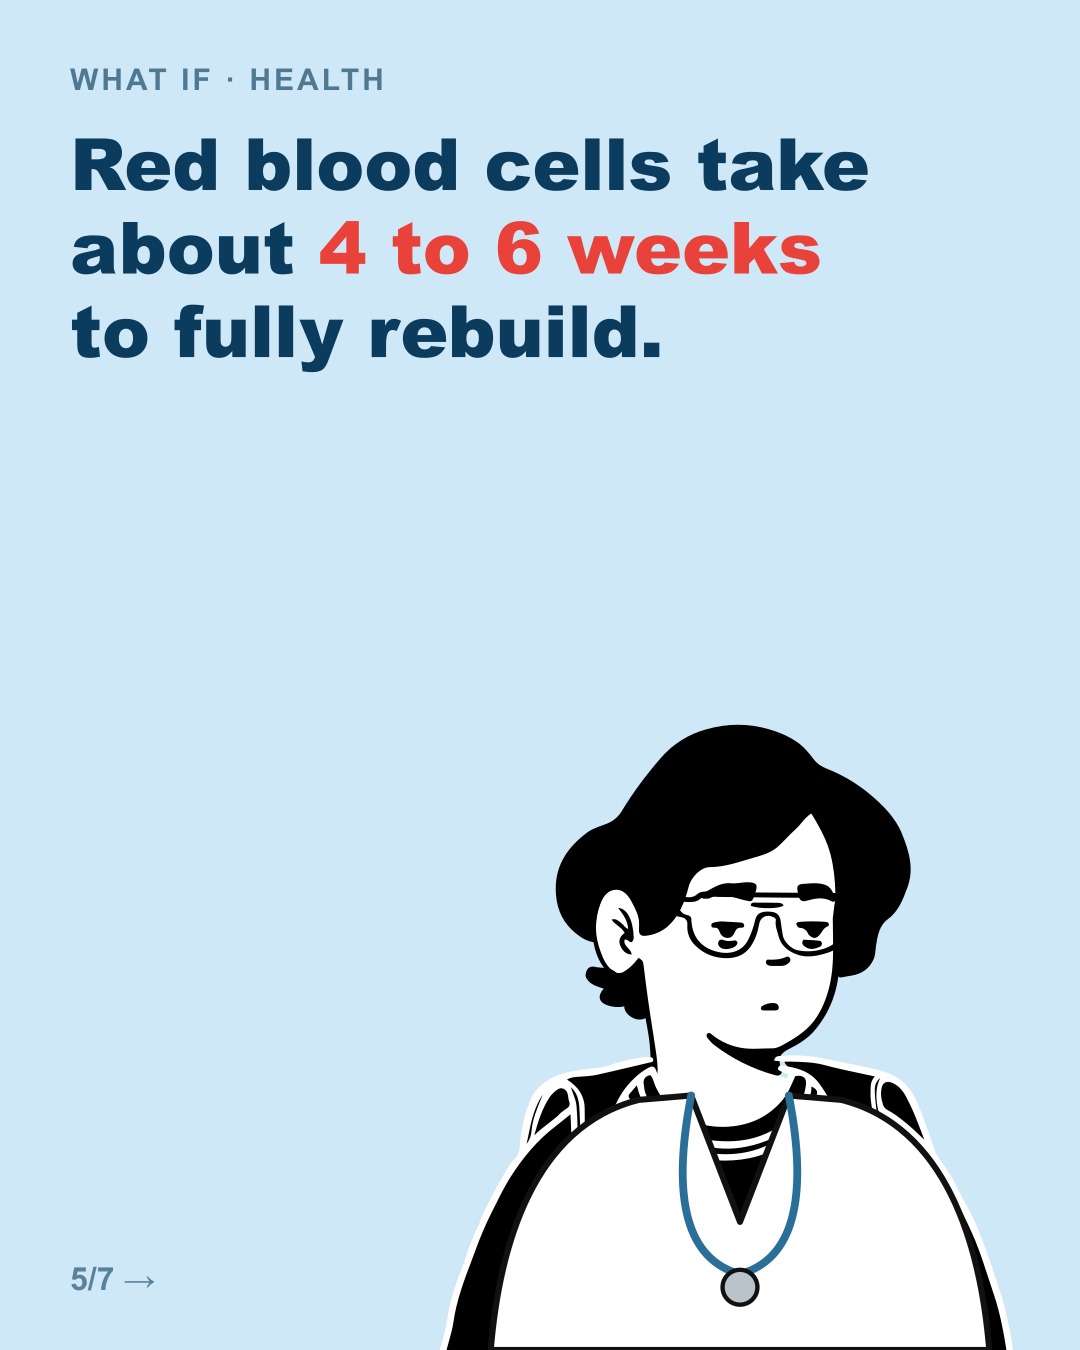 WHAT IF · HEALTH
Red blood cells take
about 4 to 6 weeks
to fully rebuild.
5/7 →